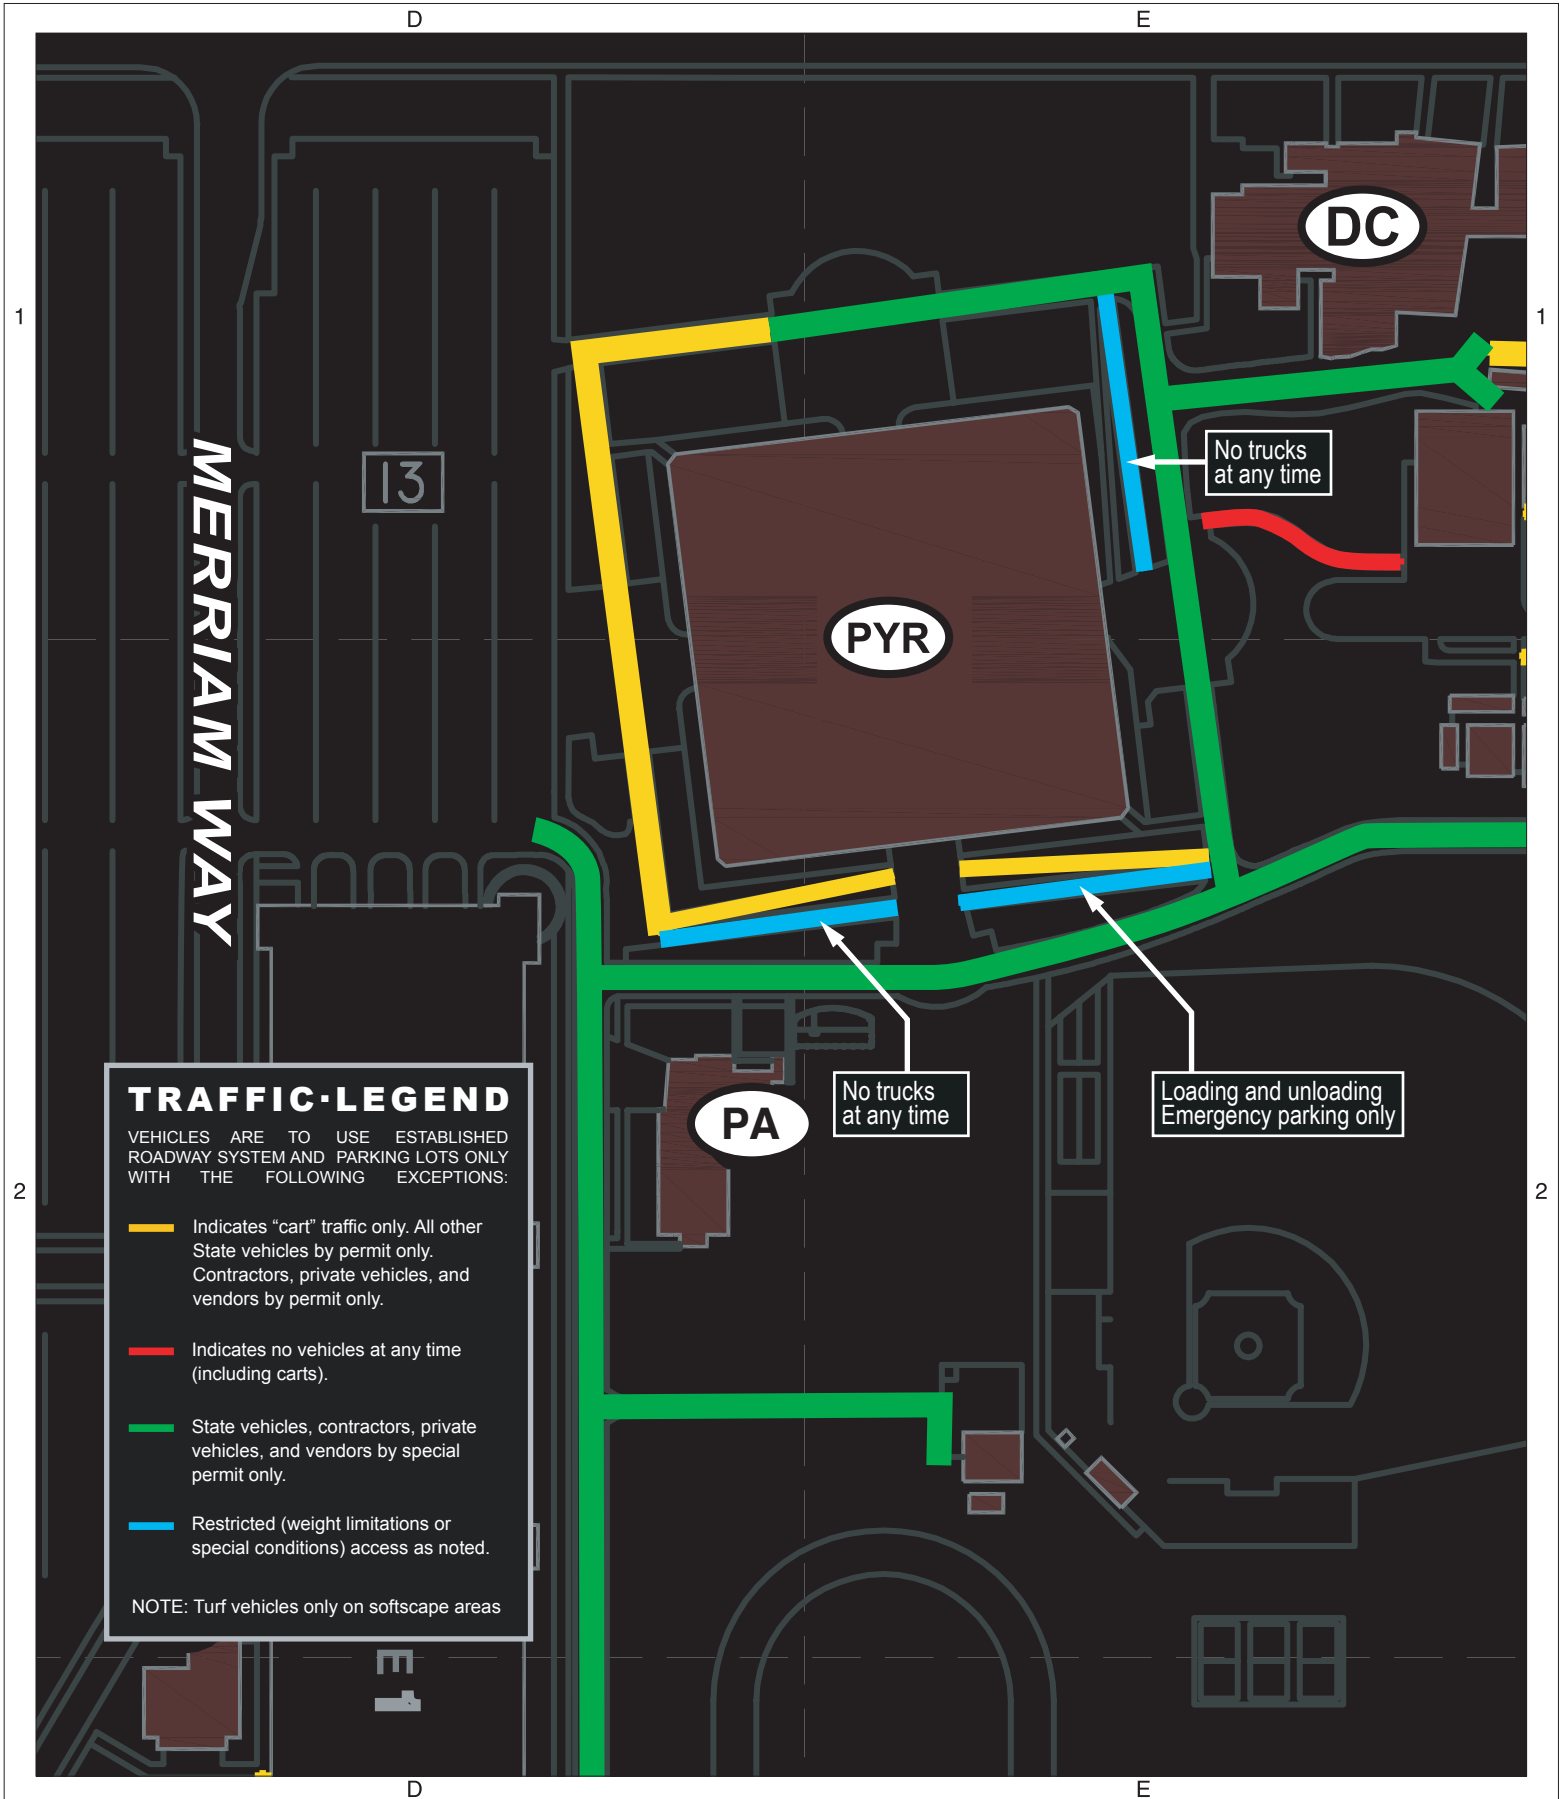 D
E
DC
1
1
No trucks
at any time
13
MERRIAM WAY
PYR
TRAFFIC·LEGEND
VEHICLES ARE TO USE ESTABLISHED
ROADWAY SYSTEM AND PARKING LOTS ONLY
WITH THE FOLLOWING EXCEPTIONS:
Indicates “cart” traffic only. All other
State vehicles by permit only.
Contractors, private vehicles, and
vendors by permit only.
Indicates no vehicles at any time
(including carts).
State vehicles, contractors, private
vehicles, and vendors by special
permit only.
Restricted (weight limitations or
special conditions) access as noted.
NOTE: Turf vehicles only on softscape areas
PA
No trucks
at any time
Loading and unloading
Emergency parking only
2
2
E1
D
E